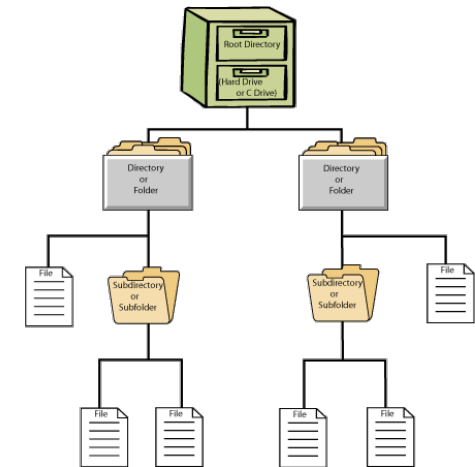 Root Directory
(Hard Drive
or C Drive)
Directory
or
Folder
Directory
or
Folder
File
Subdirectory
or
Subfolder
Subdirectory
or
Subfolder
File
File
File
File
File